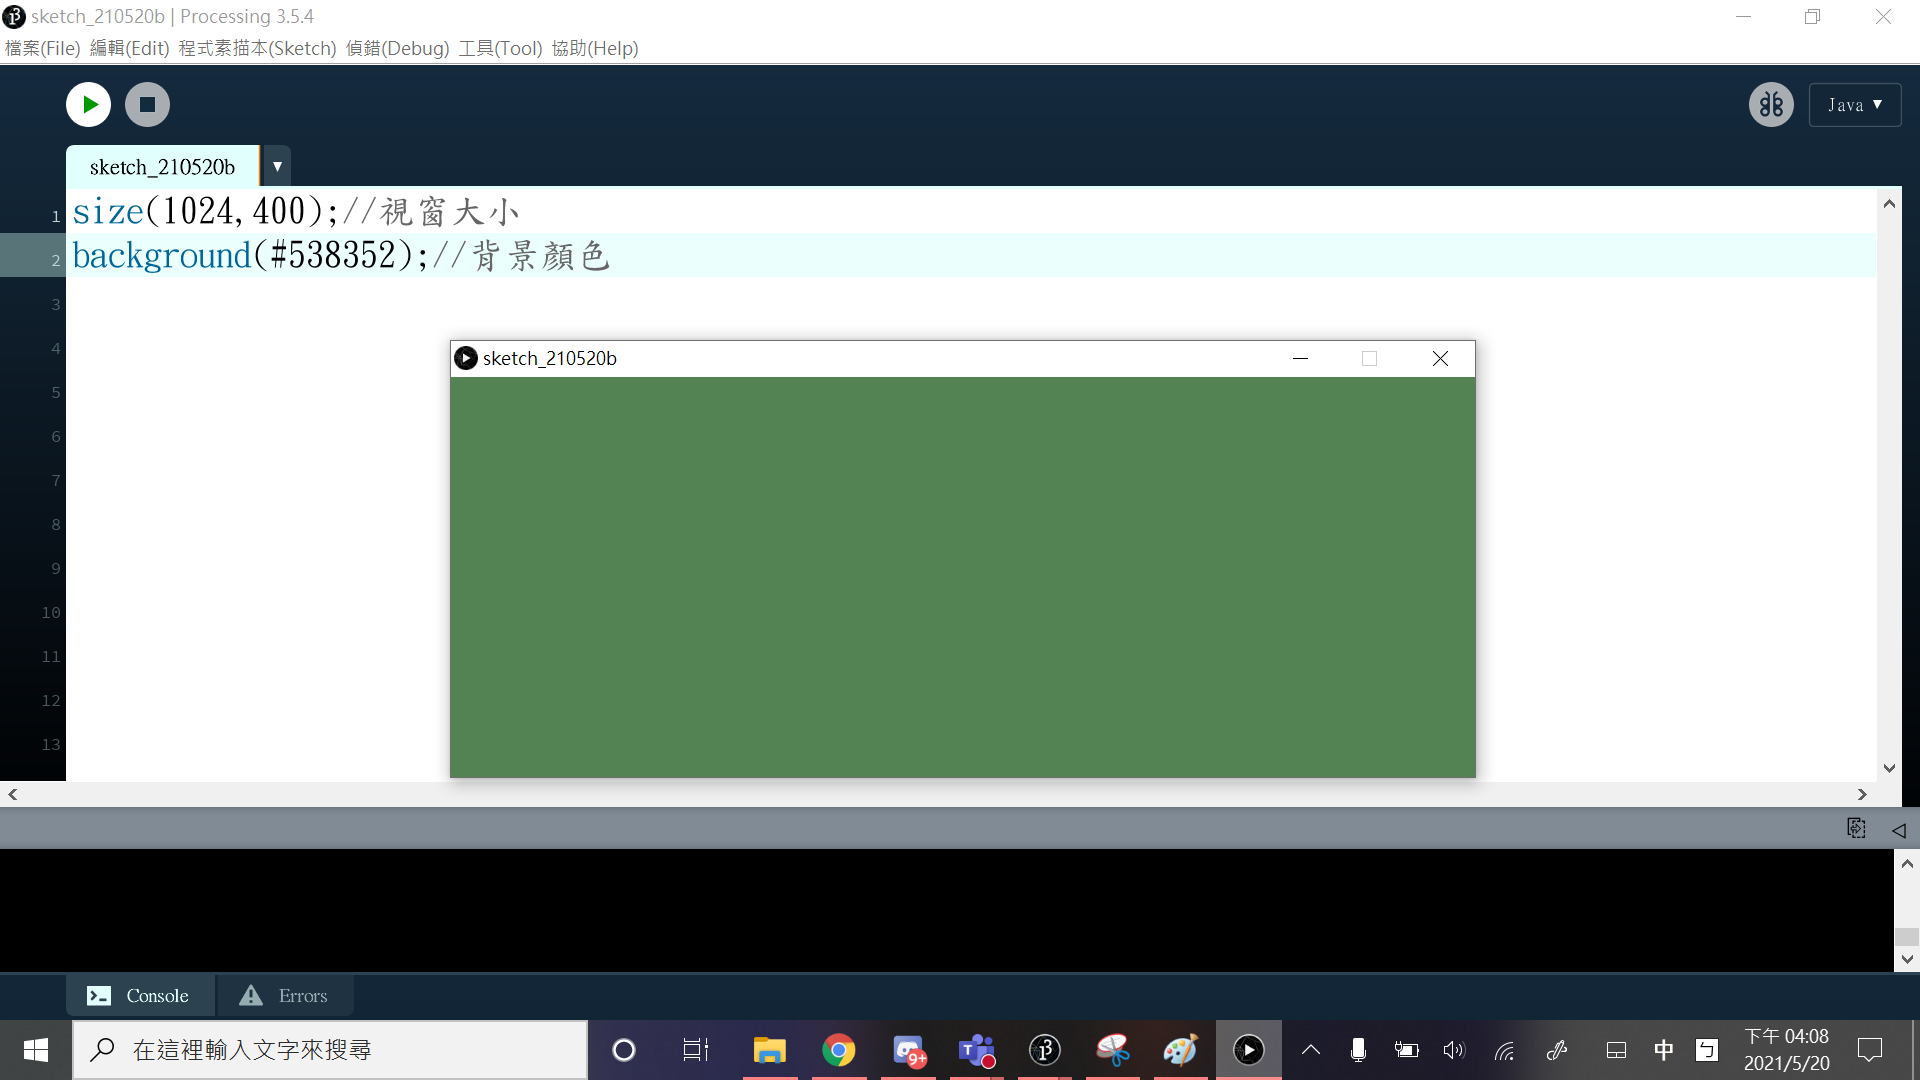 sketch_210520b | Processing 3.5.4
檔案(File) 編輯(Edit) 程式素描本(Sketch) 偵錯(Debug) 工具(Tool) 協助(Help)
Java ▼
sketch_210520b ▼
1 size(1024,400);//視窗大小
2 background(#538352);//背景顏色
3
4
sketch_210520b
5
6
7
8
9
10
11
12
13
Console
Errors
在這裡輸入文字來搜尋
9+
中
ㄅ
下午 04:08
2021/5/20